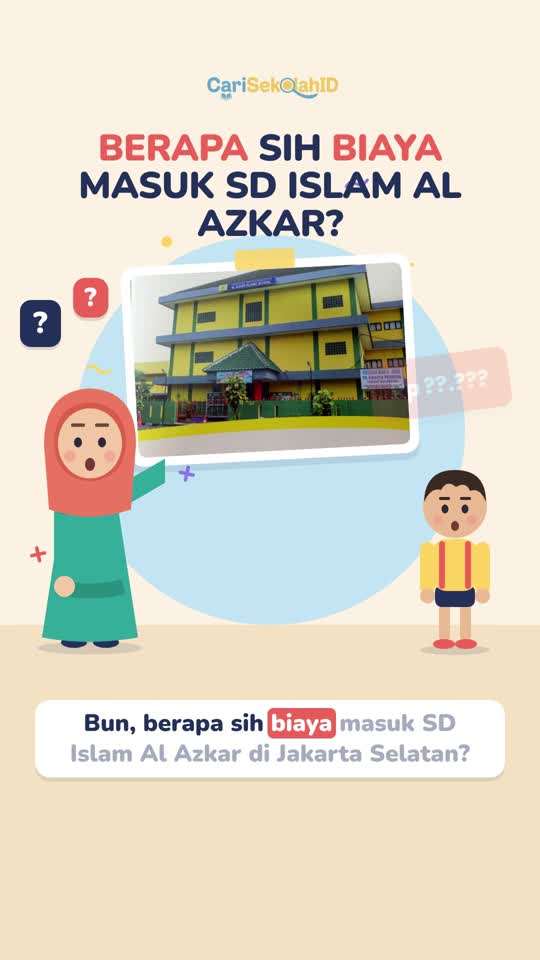 CariSekolahID
BERAPA SIH BIAYA
MASUK SD ISLAM AL
AZKAR?
?
?
??.???
Bun, berapa sih biaya masuk SD
Islam Al Azkar di Jakarta Selatan?